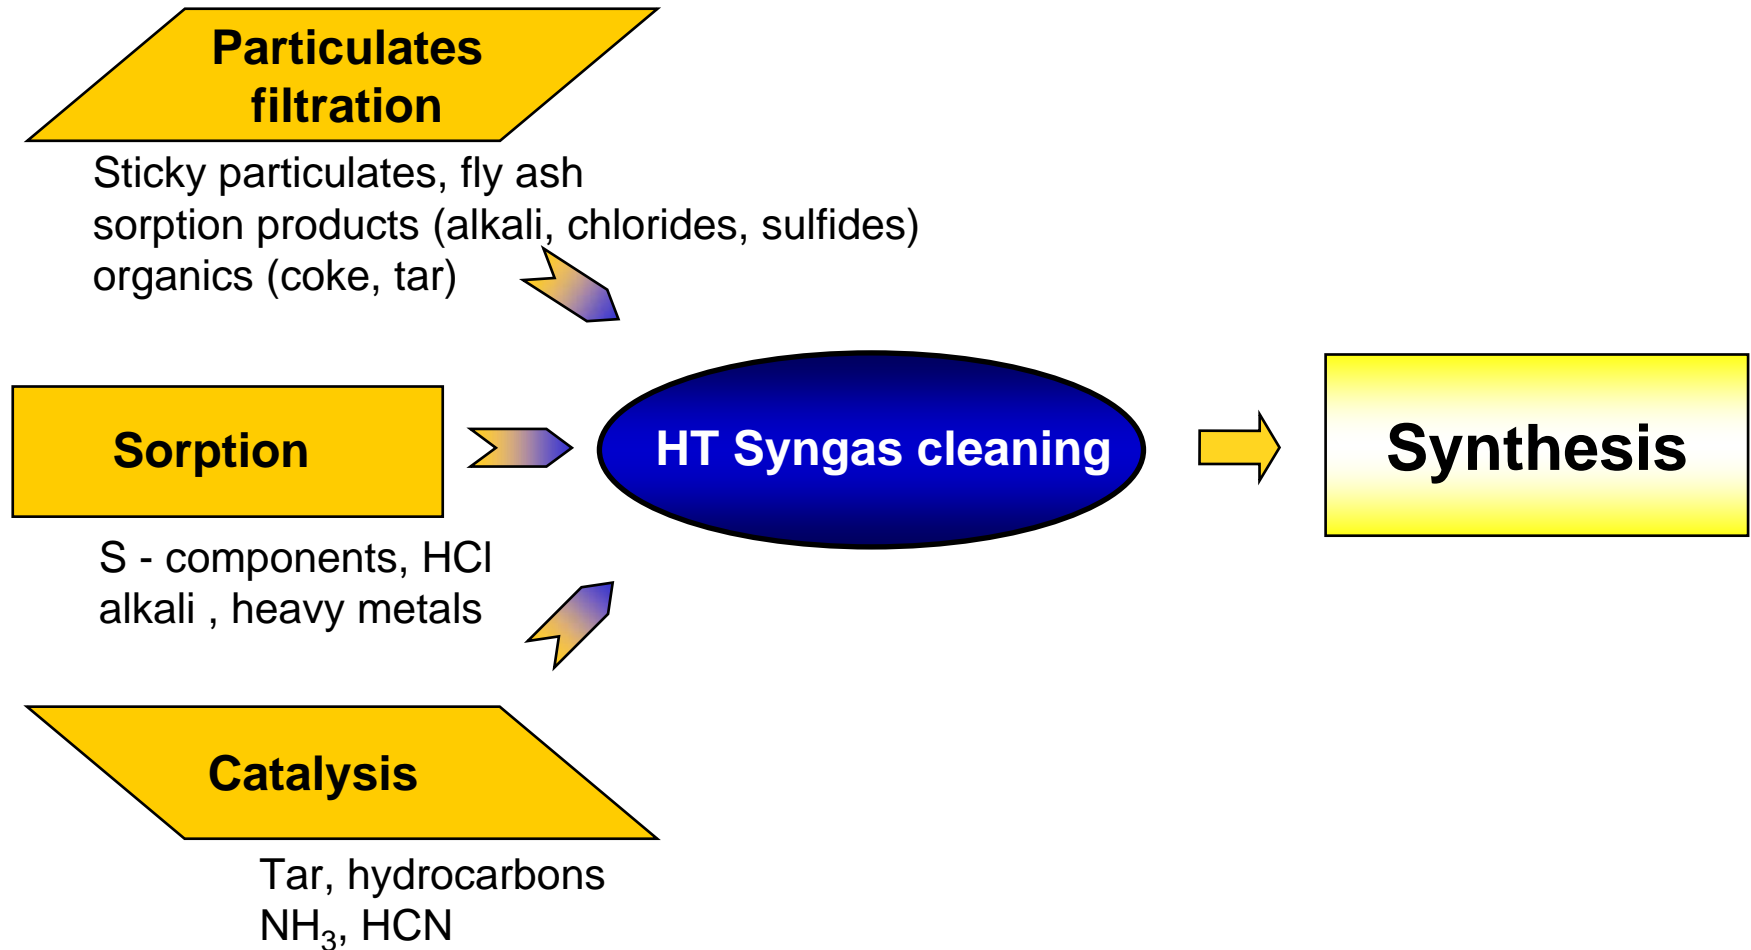 Particulates
filtration
Sticky particulates, fly ash
sorption products (alkali, chlorides, sulfides)
organics (coke, tar)
Sorption
HT Syngas cleaning
Synthesis
S - components, HCl
alkali , heavy metals
Catalysis
Tar, hydrocarbons
NH₃, HCN